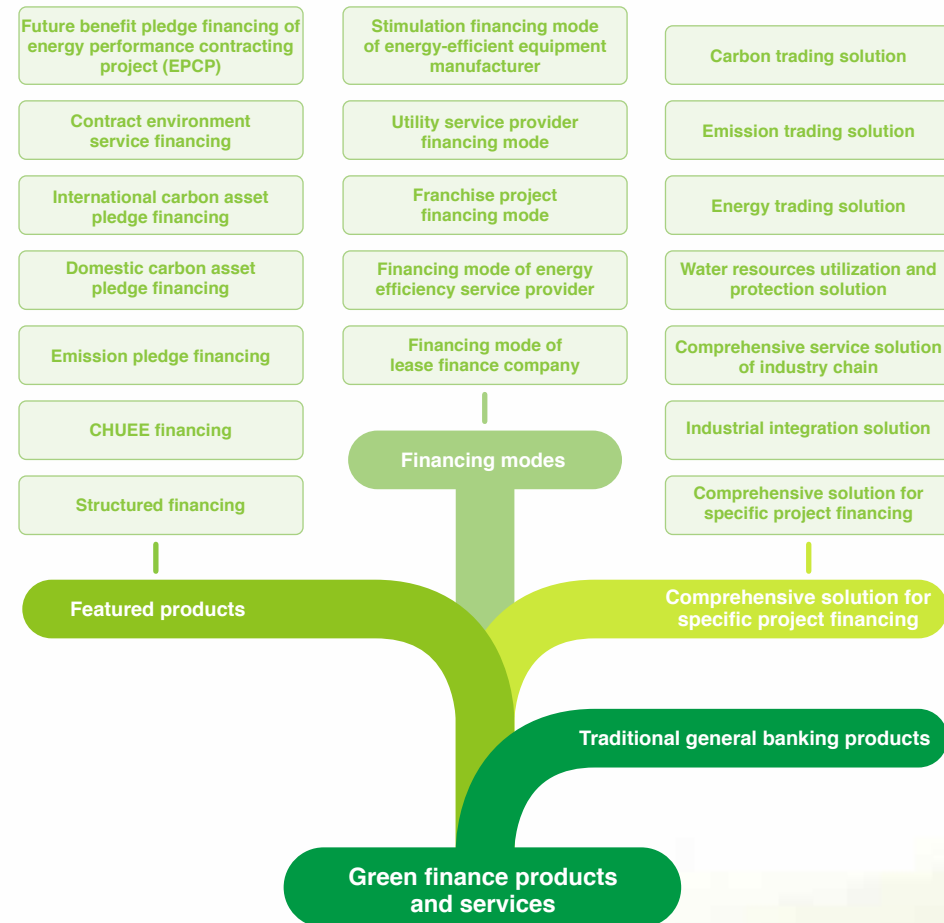 Future benefit pledge financing of
energy performance contracting
project (EPCP)
Contract environment
service financing
International carbon asset
pledge financing
Domestic carbon asset
pledge financing
Emission pledge financing
CHUEE financing
Structured financing
Featured products
Stimulation financing mode
of energy-efficient equipment
manufacturer
Utility service provider
financing mode
Franchise project
financing mode
Financing mode of energy
efficiency service provider
Financing mode of
lease finance company
Financing modes
Carbon trading solution
Emission trading solution
Energy trading solution
Water resources utilization and
protection solution
Comprehensive service solution
of industry chain
Industrial integration solution
Comprehensive solution for
specific project financing
Comprehensive solution for
specific project financing
Traditional general banking products
Green finance products
and services